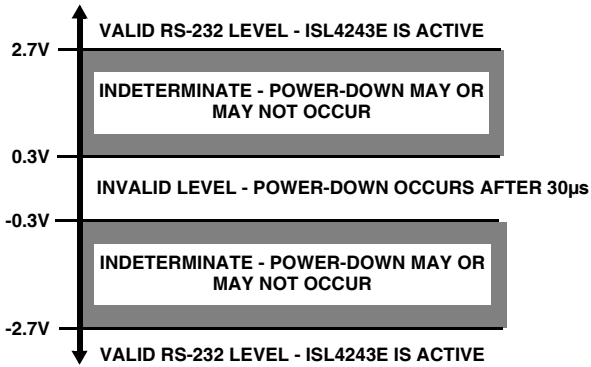 VALID RS-232 LEVEL - ISL4243E IS ACTIVE
2.7V
INDETERMINATE - POWER-DOWN MAY OR
MAY NOT OCCUR
0.3V
INVALID LEVEL - POWER-DOWN OCCURS AFTER 30µs
-0.3V
INDETERMINATE - POWER-DOWN MAY OR
MAY NOT OCCUR
-2.7V
VALID RS-232 LEVEL - ISL4243E IS ACTIVE